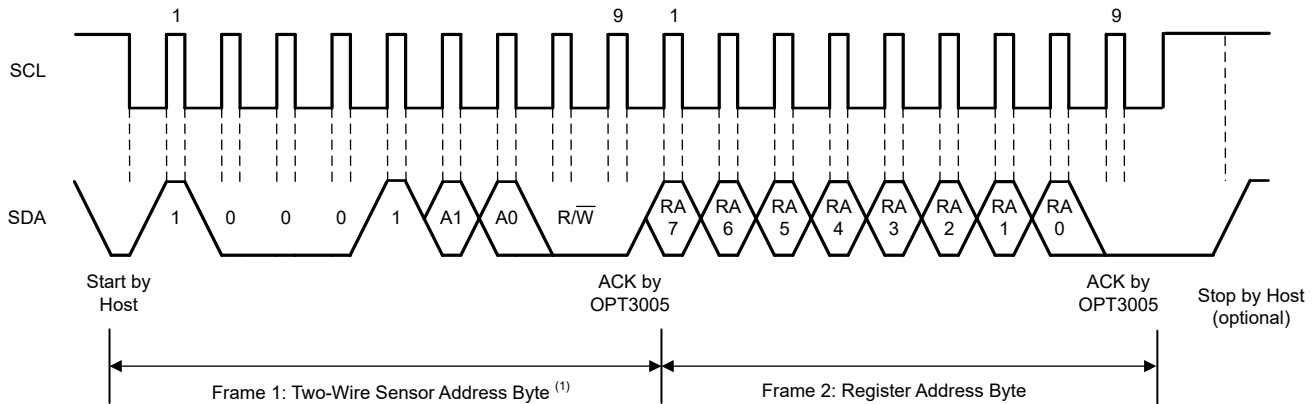 1 9 1 9
SCL
SDA
1 0 0 0 1 A1 A0 R/W̅ RA RA RA RA RA RA RA RA
7 6 5 4 3 2 1 0
Start by
Host
ACK by
OPT3005
ACK by
OPT3005
Stop by Host
(optional)
Frame 1: Two-Wire Sensor Address Byte (1)
Frame 2: Register Address Byte